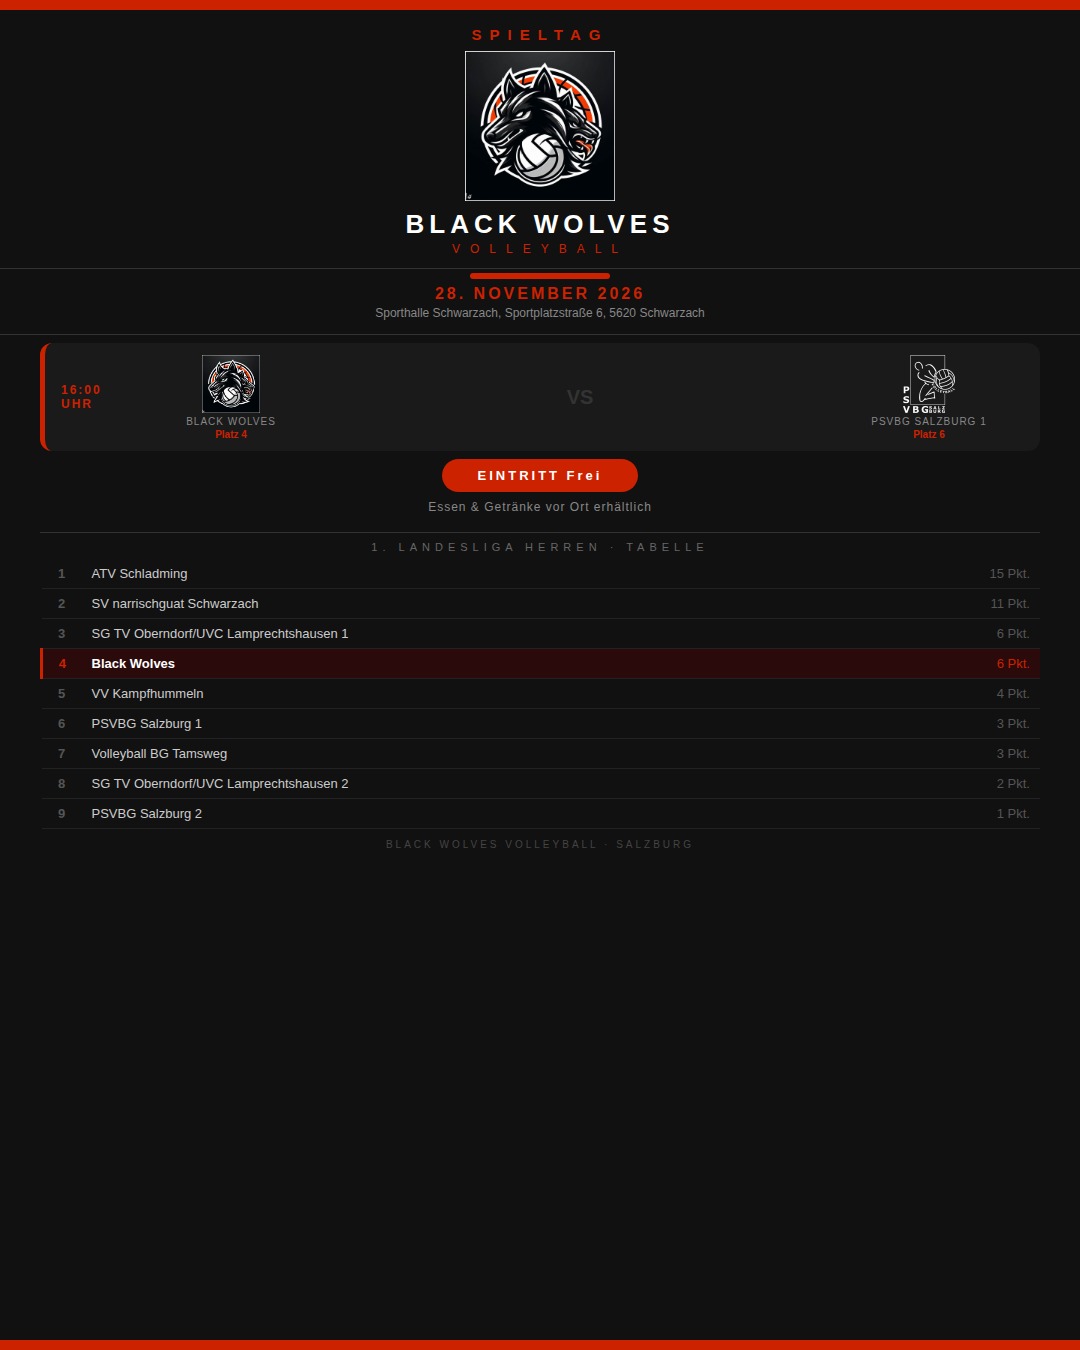 SPIELTAG
BLACK WOLVES
VOLLEYBALL
28. NOVEMBER 2026
Sporthalle Schwarzach, Sportplatzstraße 6, 5620 Schwarzach
16:00
UHR
BLACK WOLVES
Platz 4
VS
P
S
V B G SALZ
BURG
PSVBG SALZBURG 1
Platz 6
EINTRITT Frei
Essen & Getränke vor Ort erhältlich
1. LANDESLIGA HERREN · TABELLE
1 ATV Schladming 15 Pkt.
2 SV narrischguat Schwarzach 11 Pkt.
3 SG TV Oberndorf/UVC Lamprechtshausen 1 6 Pkt.
4 Black Wolves 6 Pkt.
5 VV Kampfhummeln 4 Pkt.
6 PSVBG Salzburg 1 3 Pkt.
7 Volleyball BG Tamsweg 3 Pkt.
8 SG TV Oberndorf/UVC Lamprechtshausen 2 2 Pkt.
9 PSVBG Salzburg 2 1 Pkt.
BLACK WOLVES VOLLEYBALL · SALZBURG